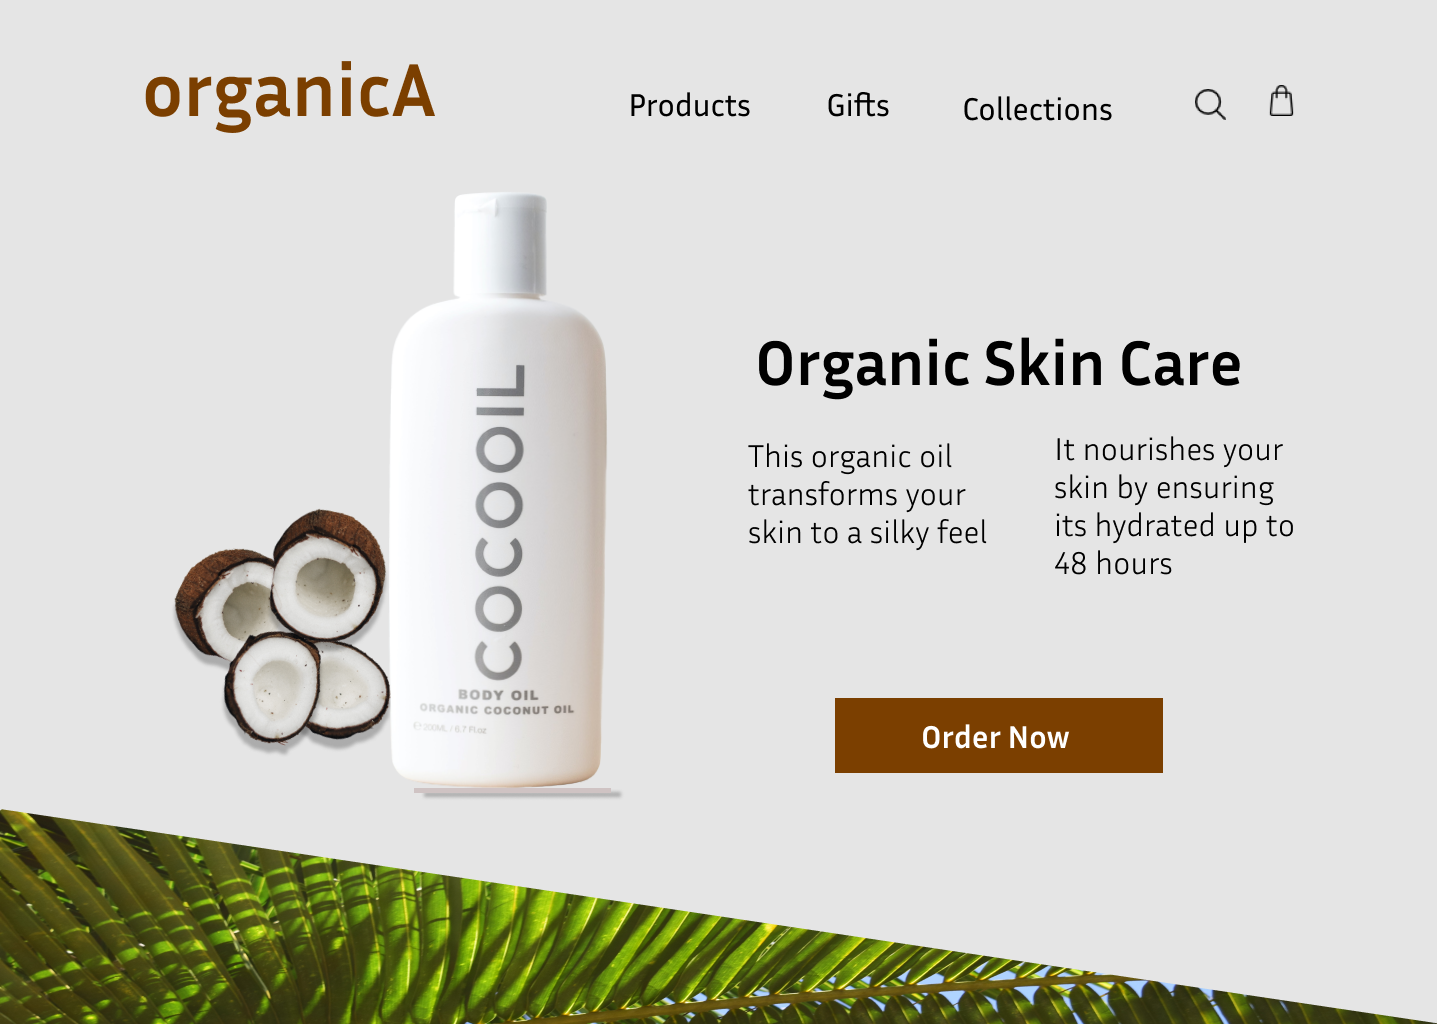 organicA
Products
Gifts
Collections
COCOOIL
BODY OIL
ORGANIC COCONUT OIL
200ML / 6.7 Fl.oz
Organic Skin Care
This organic oil
transforms your
skin to a silky feel
It nourishes your
skin by ensuring
its hydrated up to
48 hours
Order Now